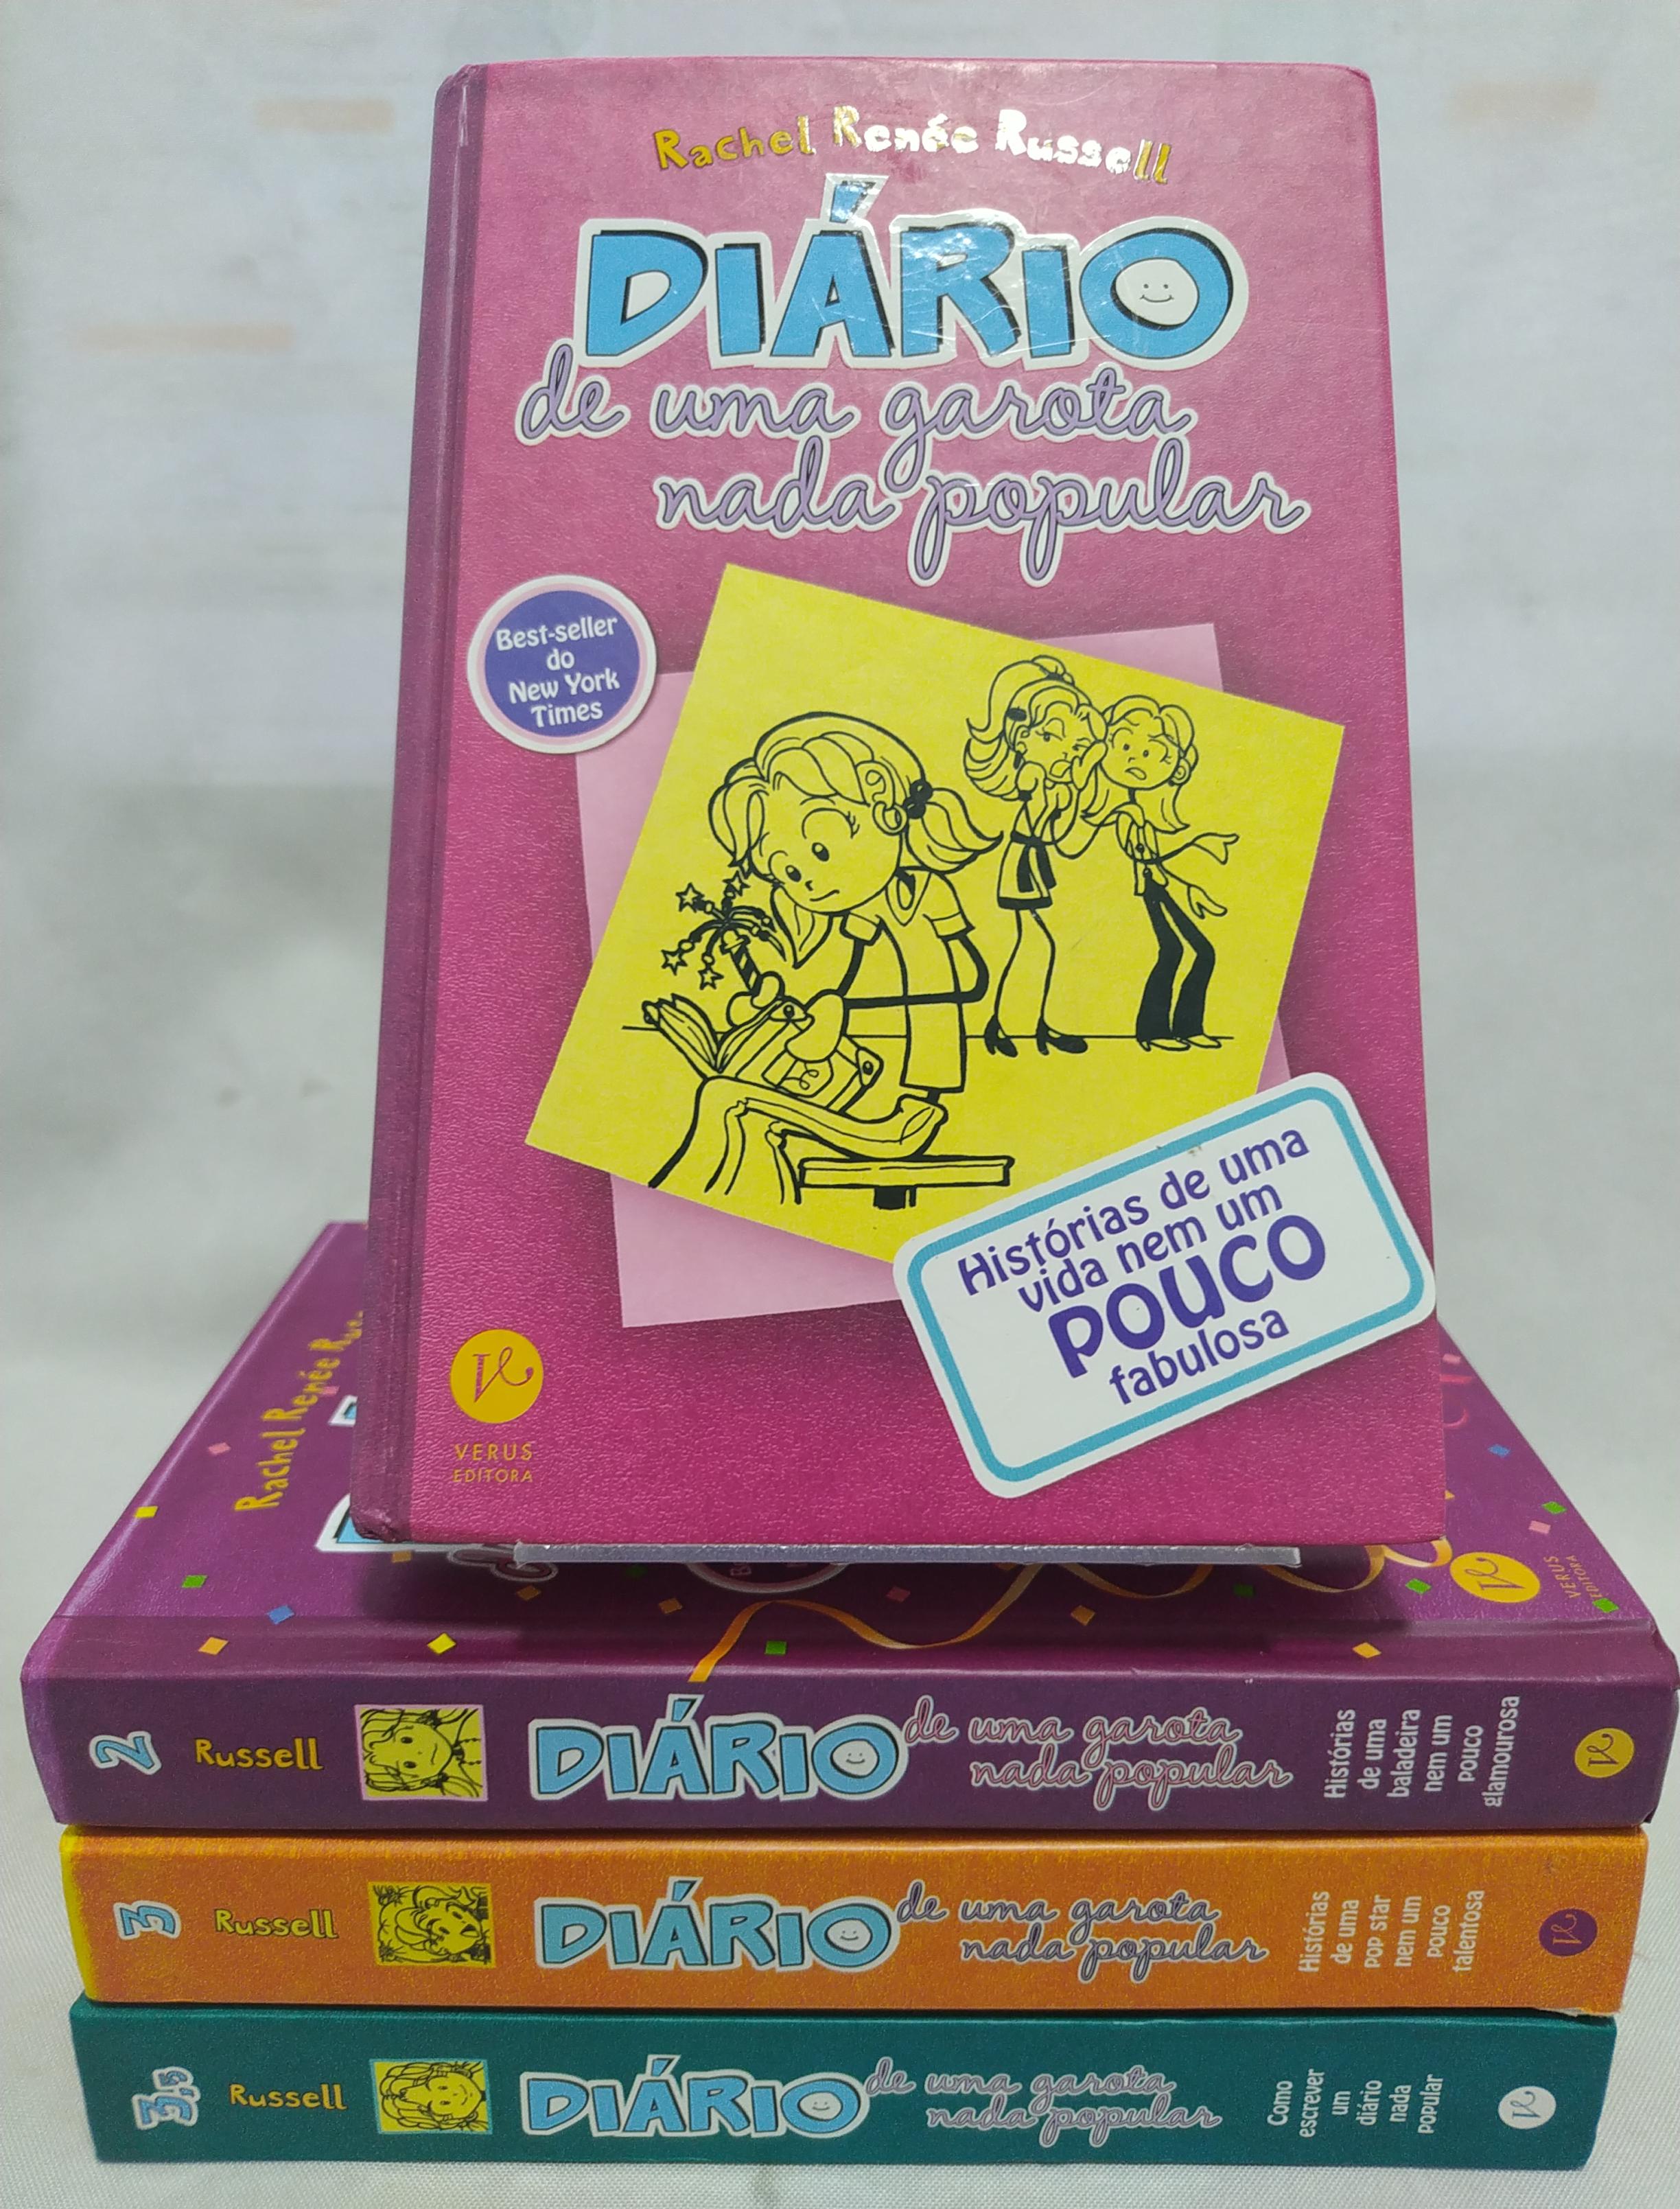 Rachel Renée Russell
DIÁRIO
de uma garota
nada popular
Best-seller
do
New York
Times
Histórias de uma
vida nem um
POUCO
fabulosa
VERUS
EDITORA
Rachel Renée
VERUS
EDITORA
2
Russell
DIÁRIO
de uma garota
nada popular
Histórias
de uma
baladeira
nem um
pouco
glamourosa
3
Russell
DIÁRIO
de uma garota
nada popular
Histórias
de uma
pop star
nem um
pouco
talentosa
3,5
Russell
DIÁRIO
de uma garota
nada popular
Como
escrever
um
diário
nada
popular